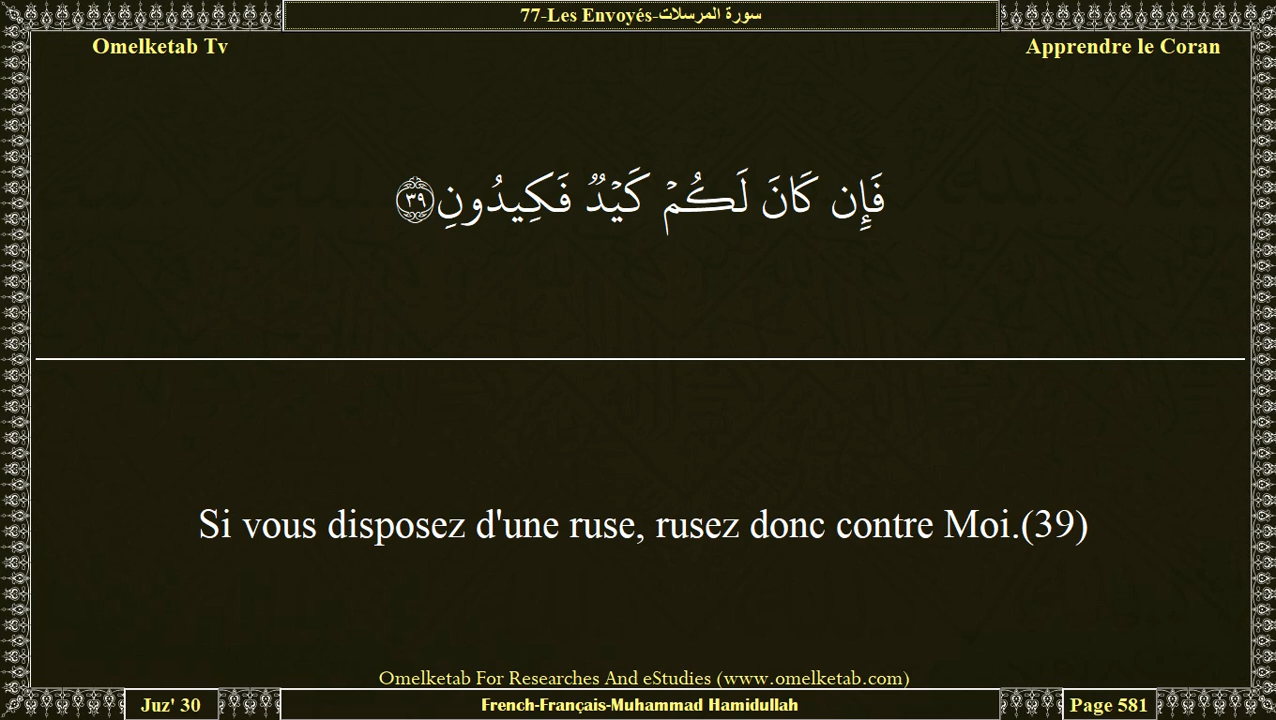 77-Les Envoyés-سورة المرسلات
Omelketab Tv
Apprendre le Coran
فَإِن كَانَ لَكُمۡ كَيۡدٞ فَكِيدُونِ ٣٩
Si vous disposez d'une ruse, rusez donc contre Moi.(39)
Omelketab For Researches And eStudies (www.omelketab.com)
Juz' 30
French-Français-Muhammad Hamidullah
Page 581